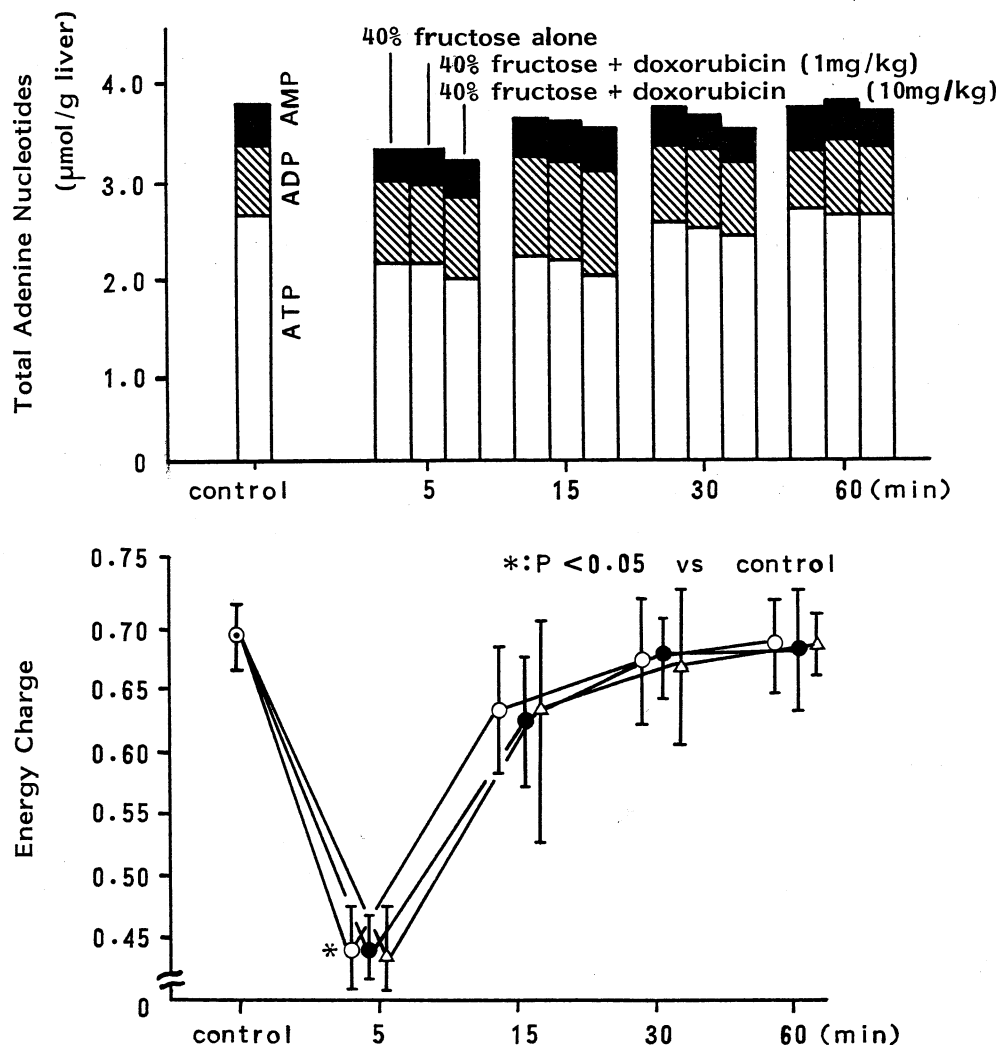 40% fructose alone
40% fructose + doxorubicin (1mg/kg)
40% fructose + doxorubicin (10mg/kg)
Total Adenine Nucleotides
(μmol/g liver)
4.0
3.0
2.0
1.0
0
AMP
ADP
ATP
control 5 15 30 60 (min)
*:P <0.05 vs control
Energy Charge
0.75
0.70
0.65
0.60
0.55
0.50
0.45
0
*
control 5 15 30 60 (min)